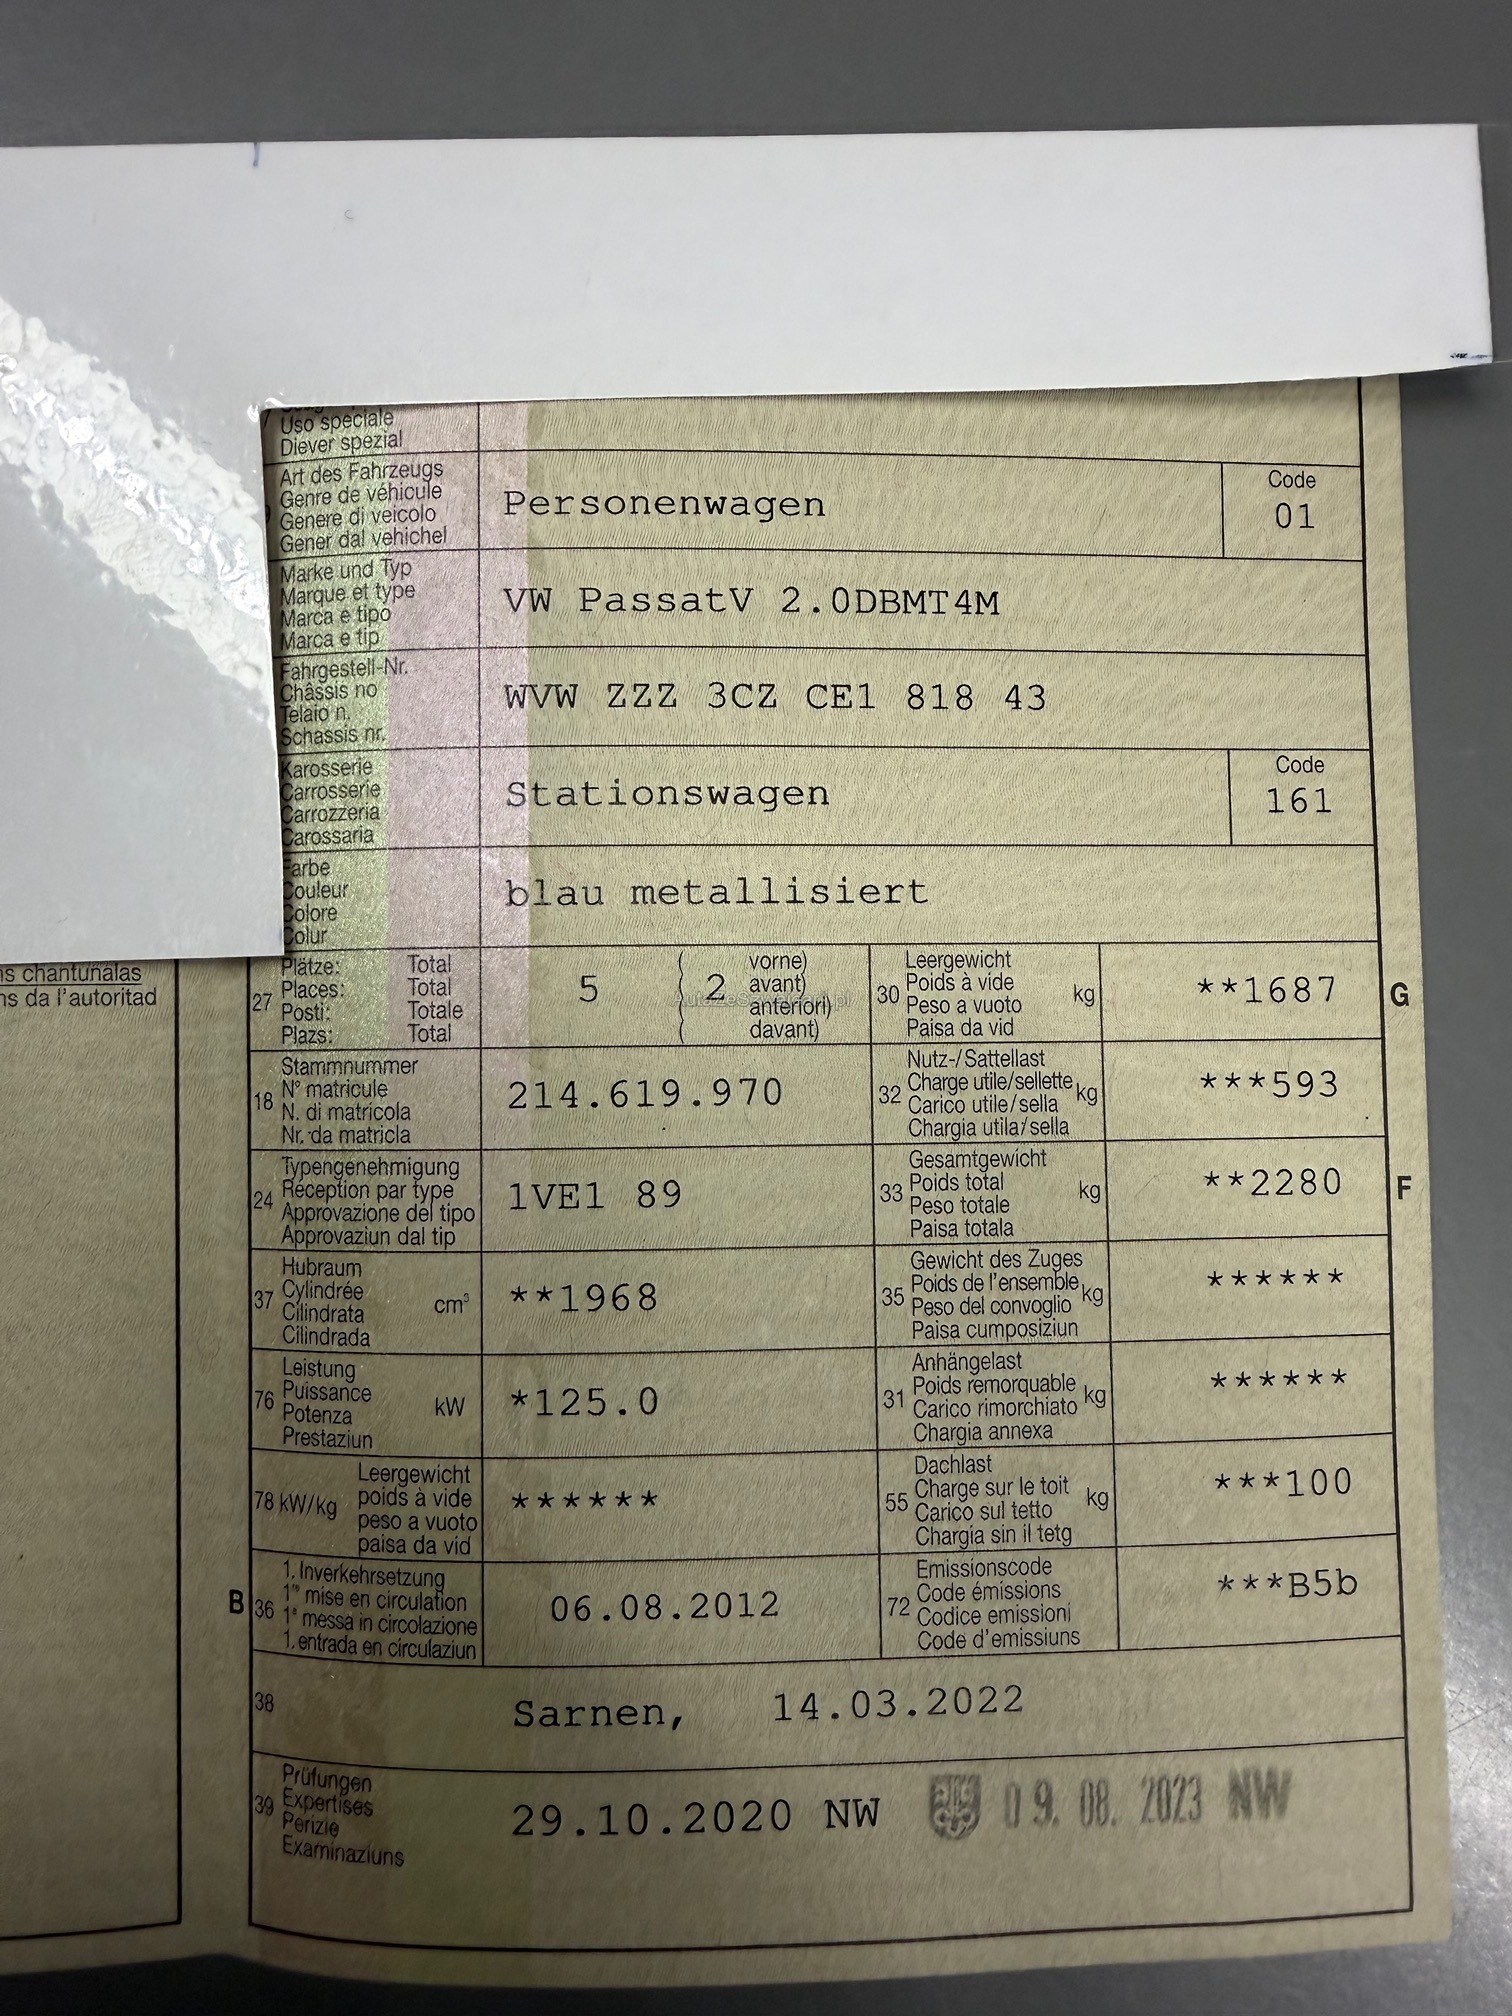 Uso speciale
Diever spezial
Art des Fahrzeugs
Genre de véhicule
Genere di veicolo
Gener dal vehichel
Personenwagen
Code
01
Marke und Typ
Marque et type
Marca e tipo
Marca e tip
VW PassatV 2.0DBMT4M
Fahrgestell-Nr.
Châssis no
Telaio n.
Schassis nr.
WVW ZZZ 3CZ CE1 818 43
Karosserie
Carrosserie
Carrozzeria
Carossaria
Stationswagen
Code
161
Farbe
Couleur
Colore
Colur
blau metallisiert
ns chantunalas
ns da l'autoritad
27
Plätze: Total
Places: Total
Posti: Totale
Plazs: Total
5
( 2
vorne)
avant)
anteriori)
davant)
30
Leergewicht
Poids à vide
Peso a vuoto
Paisa da vid
kg
**1687
G
18
Stammnummer
N° matricule
N. di matricola
Nr. da matricla
214.619.970
32
Nutz-/Sattellast
Charge utile/sellette
Carico utile/sella
Chargia utila/sella
kg
***593
24
Typengenehmigung
Réception par type
Approvazione del tipo
Approvaziun dal tip
1VE1 89
33
Gesamtgewicht
Poids total
Peso totale
Paisa totala
kg
**2280
F
37
Hubraum
Cylindrée
Cilindrata
Cilindrada
cm³
**1968
35
Gewicht des Zuges
Poids de l'ensemble
Peso del convoglio
Paisa cumposiziun
kg
******
76
Leistung
Puissance
Potenza
Prestaziun
kW
*125.0
31
Anhängelast
Poids remorquable
Carico rimorchiato
Chargia annexa
kg
******
78 kW/kg
Leergewicht
poids à vide
peso a vuoto
paisa da vid
******
55
Dachlast
Charge sur le toit
Carico sul tetto
Chargia sin il tetg
kg
***100
B
36
1. Inverkehrsetzung
1re mise en circulation
1a messa in circolazione
1. entrada en circulaziun
06.08.2012
72
Emissionscode
Code émissions
Codice emissioni
Code d'emissiuns
***B5b
38
Sarnen, 14.03.2022
39
Prüfungen
Expertises
Perizie
Examinaziuns
29.10.2020 NW
09. 08. 2023 NW